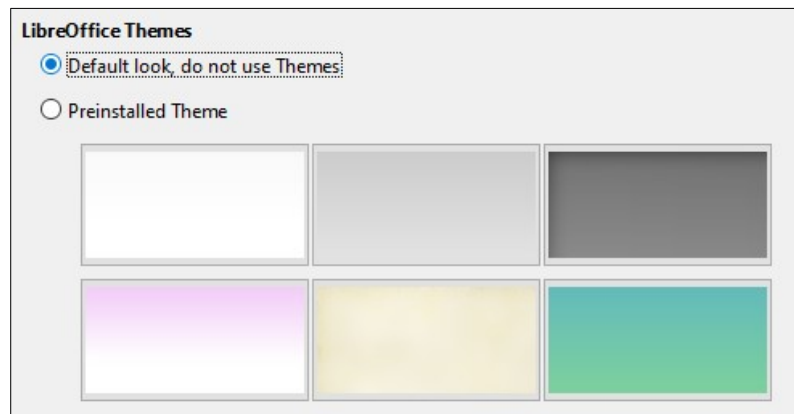 LibreOffice Themes
Default look, do not use Themes
Preinstalled Theme